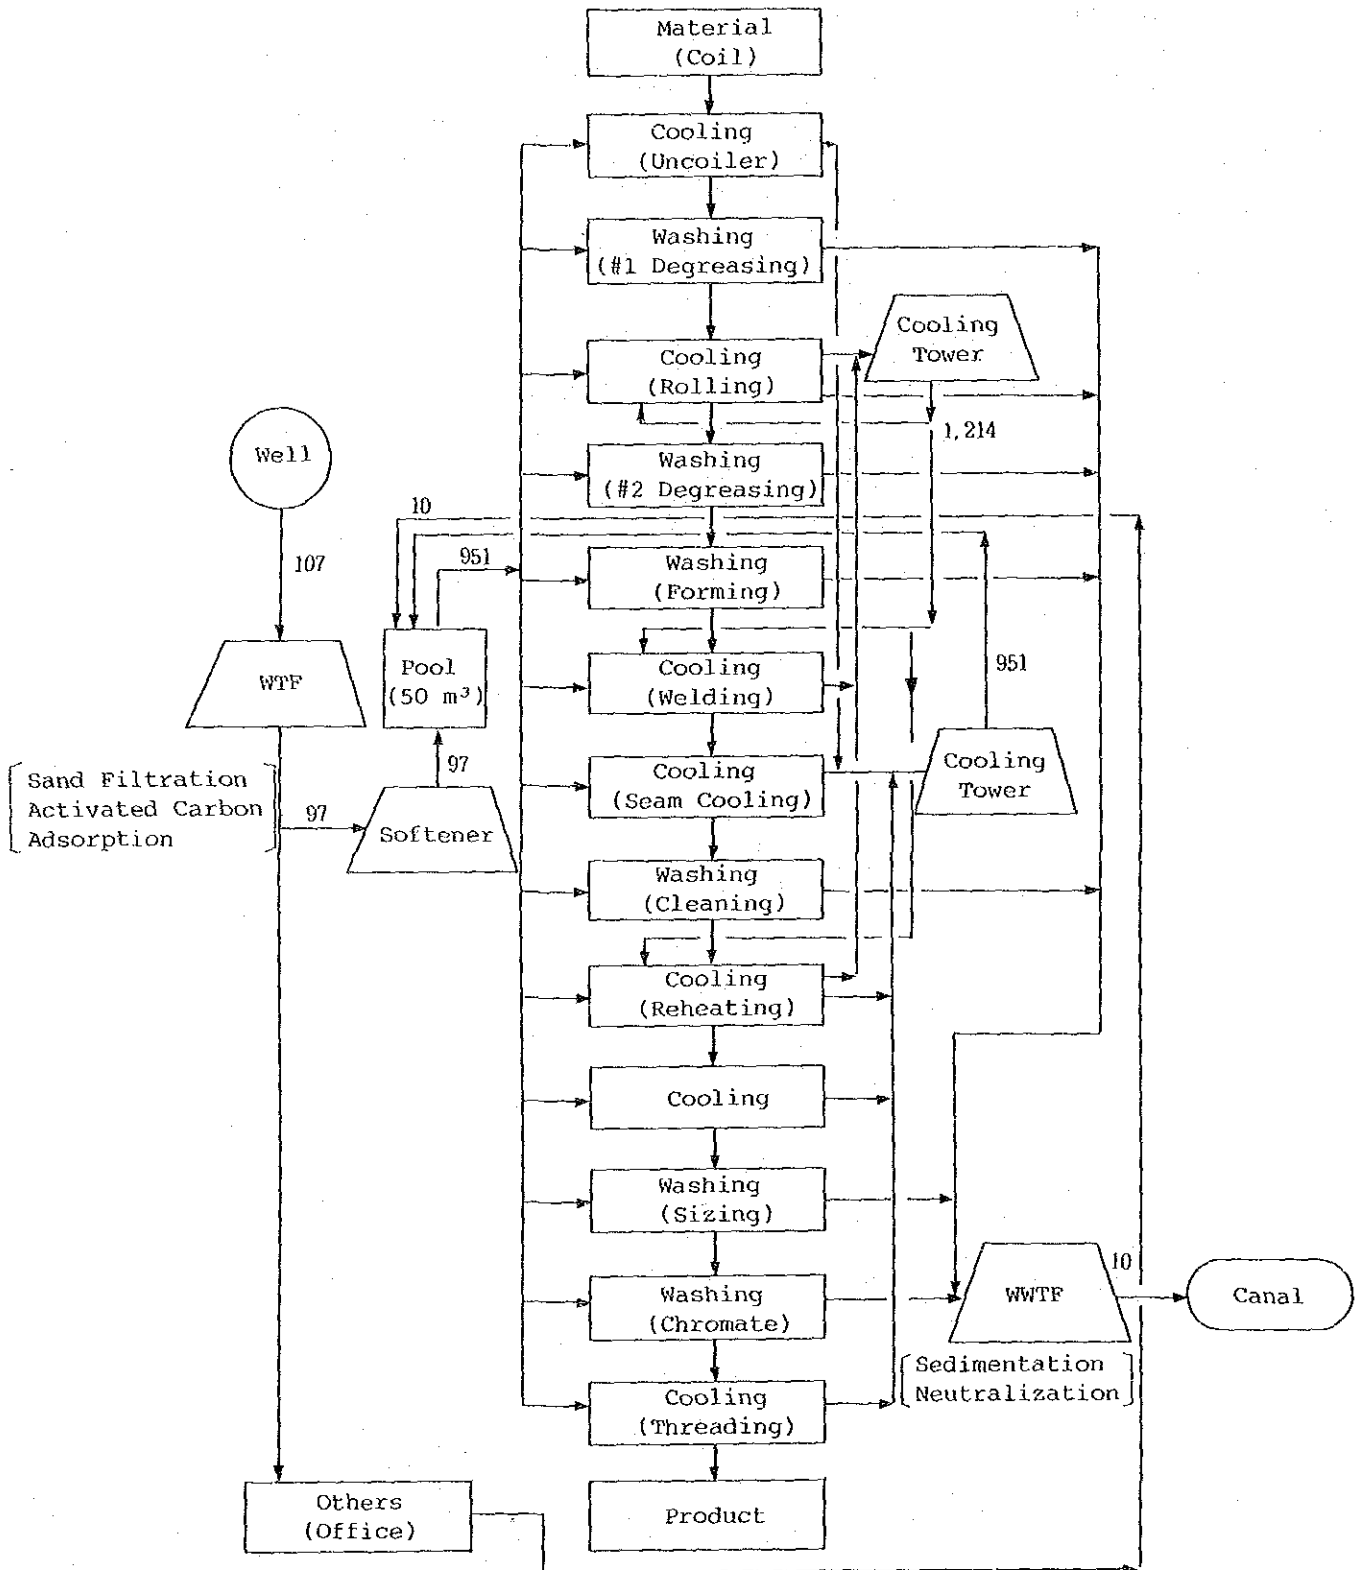 Material
(Coil)
Cooling
(Uncoiler)
Washing
(#1 Degreasing)
Cooling
Tower
Cooling
(Rolling)
1,214
Well
Washing
(#2 Degreasing)
10
951
107
Washing
(Forming)
WTF
Pool
(50 m³)
Cooling
(Welding)
951
97
Cooling
(Seam Cooling)
Cooling
Tower
Sand Filtration
Activated Carbon
Adsorption
97
Softener
Washing
(Cleaning)
Cooling
(Reheating)
Cooling
Washing
(Sizing)
10
Washing
(Chromate)
WWTF
Canal
Sedimentation
Neutralization
Cooling
(Threading)
Others
(Office)
Product